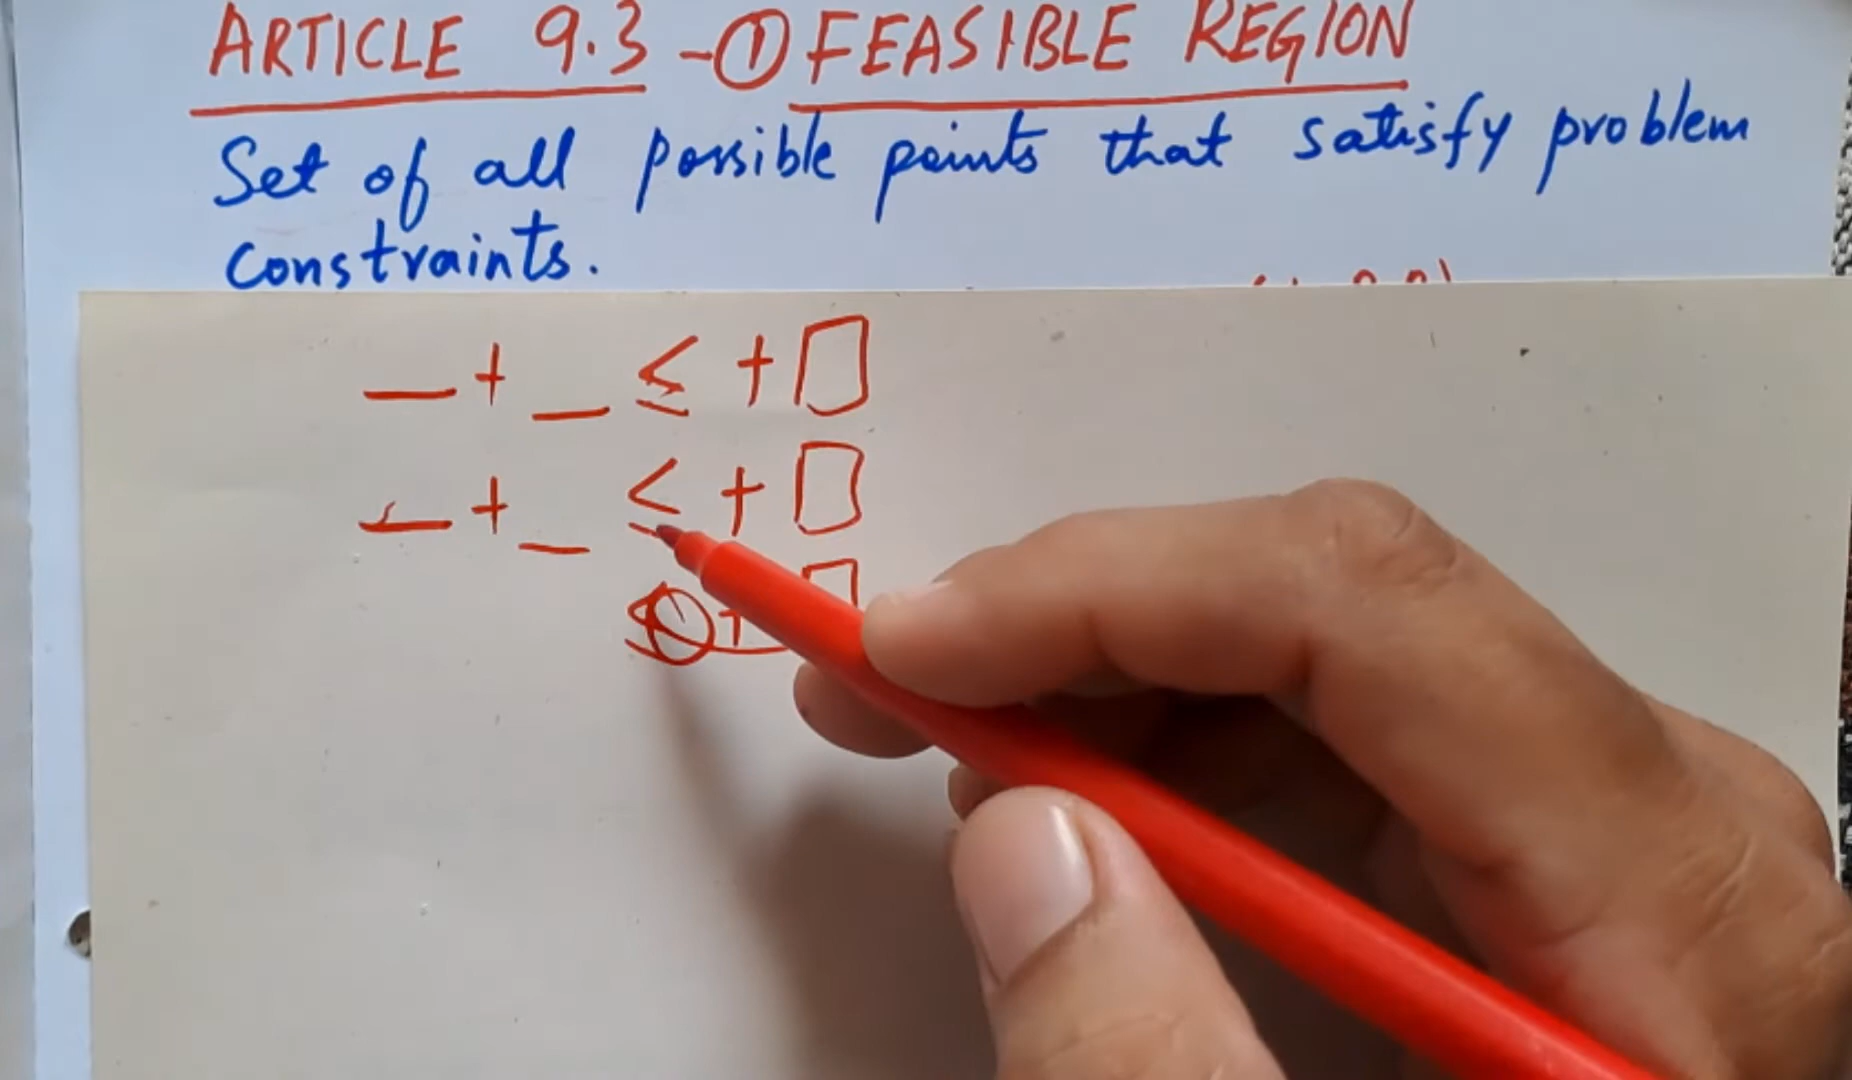 ARTICLE 9.3 - ① FEASIBLE REGION
Set of all possible points that satisfy problem
constraints.
_ + _ ≤ + □
_ + _ ≤ + □